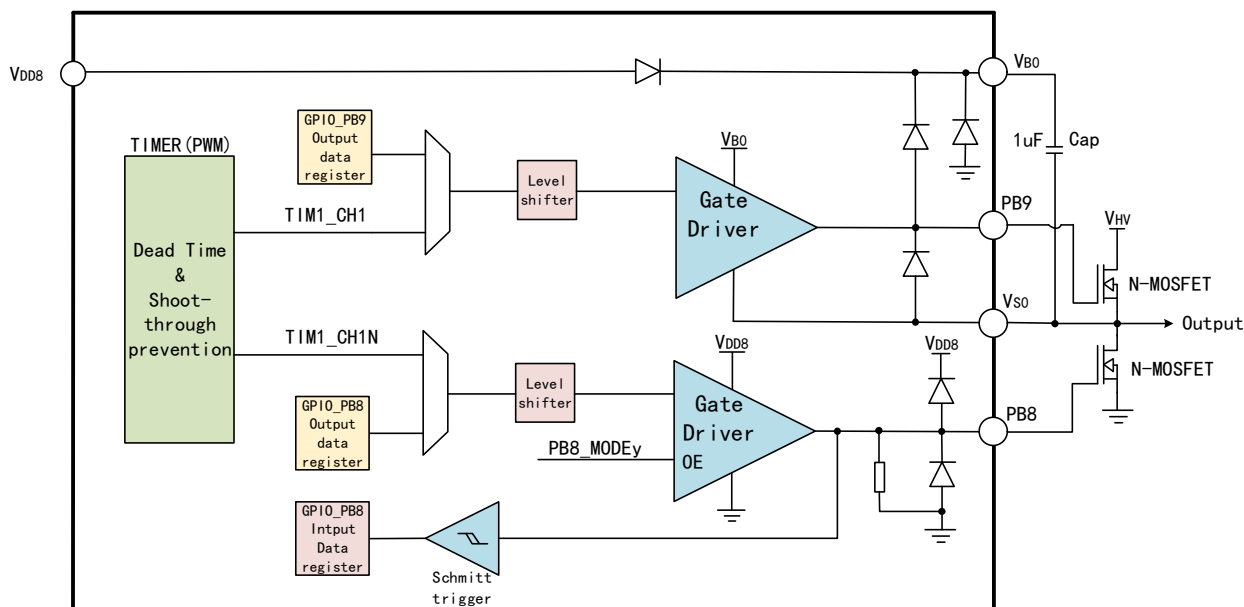 VDD8
VB0
GPIO_PB9
Output
data
register
TIMER(PWM)
Level
shifter
VB0
Gate
Driver
1uF
Cap
PB9
VHV
TIM1_CH1
Dead Time
&
Shoot-
through
prevention
N-MOSFET
VS0
Output
TIM1_CH1N
VDD8
VDD8
Level
shifter
Gate
Driver
OE
N-MOSFET
PB8
GPIO_PB8
Output
data
register
PB8_MODEy
GPIO_PB8
Intput
Data
register
Schmitt
trigger